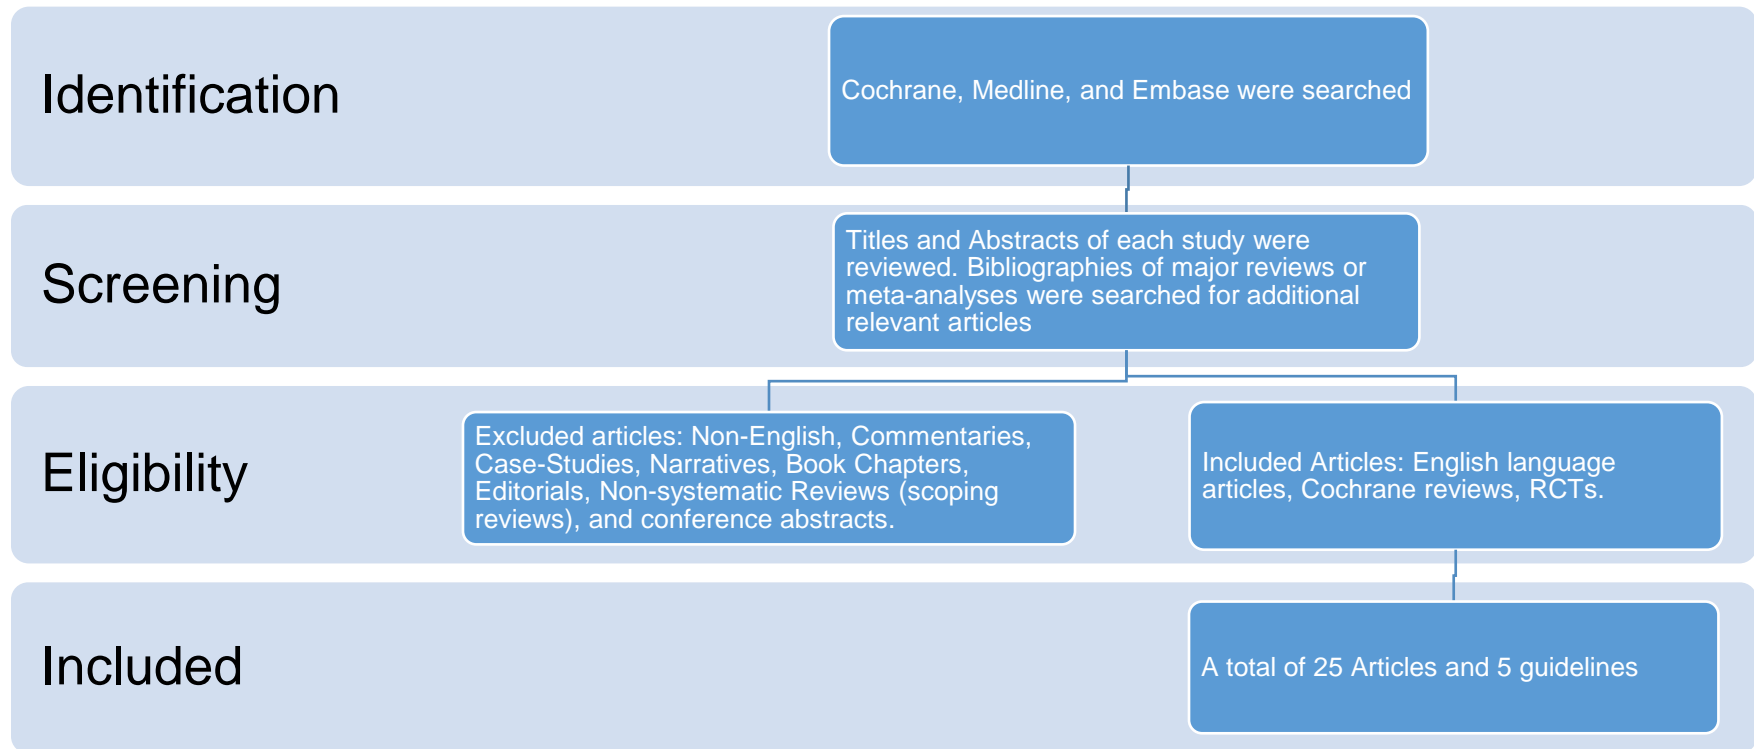 Identification
Cochrane, Medline, and Embase were searched
Screening
Titles and Abstracts of each study were
reviewed. Bibliographies of major reviews or
meta-analyses were searched for additional
relevant articles
Eligibility
Excluded articles: Non-English, Commentaries,
Case-Studies, Narratives, Book Chapters,
Editorials, Non-systematic Reviews (scoping
reviews), and conference abstracts.
Included Articles: English language
articles, Cochrane reviews, RCTs.
Included
A total of 25 Articles and 5 guidelines